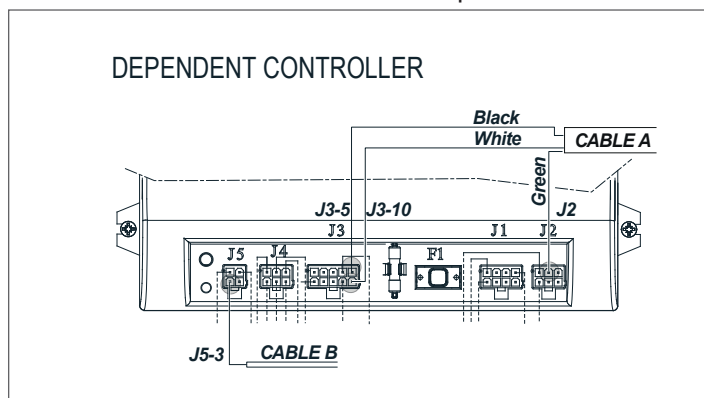 DEPENDENT CONTROLLER
Black
White
CABLE A
Green
J3-5 J3-10 J2
J3 J1 J2
J5 J4 F1
J5-3 CABLE B